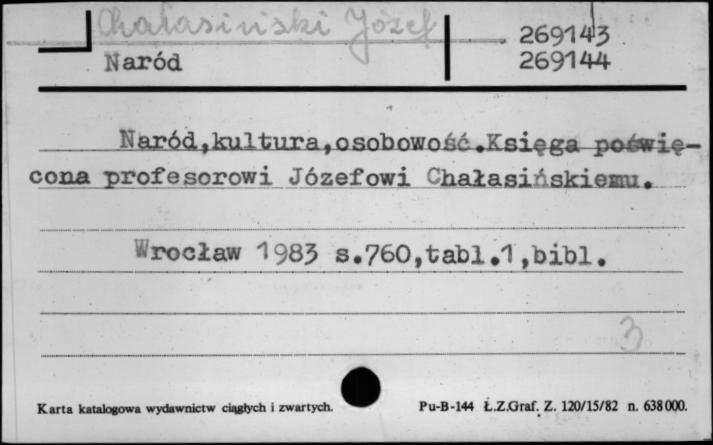 Chałasiński Józef
269143
Naród
269144
Naród,kultura,osobowość.Księga poświę-
cona profesorowi Józefowi Chałasińskiemu.
Wrocław 1983 s.760,tabl.1,bibl.
3
Karta katalogowa wydawnictw ciągłych i zwartych.
Pu-B-144 Ł.Z.Graf. Z. 120/15/82 n. 638000.